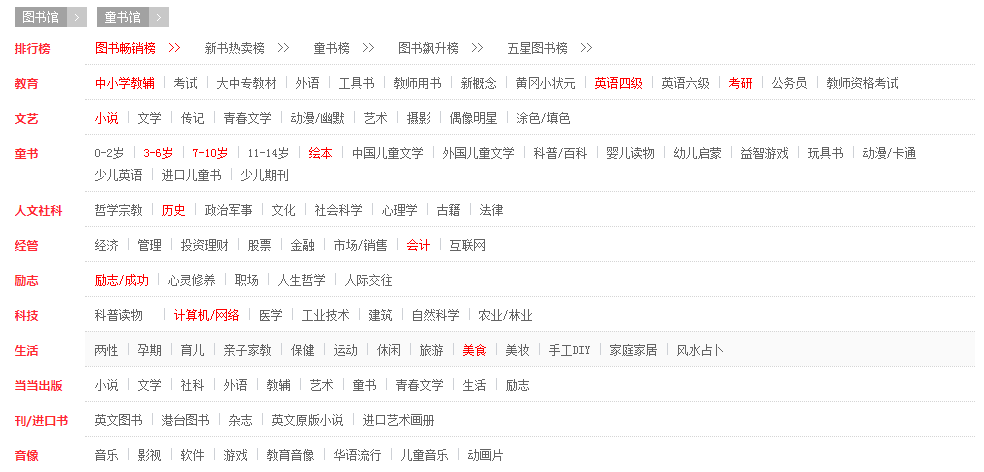 图书馆 > 童书馆 >
排行榜 图书畅销榜 >> 新书热卖榜 >> 童书榜 >> 图书飙升榜 >> 五星图书榜 >>
教育 中小学教辅 | 考试 | 大中专教材 | 外语 | 工具书 | 教师用书 | 新概念 | 黄冈小状元 | 英语四级 | 英语六级 | 考研 | 公务员 | 教师资格考试
文艺 小说 | 文学 | 传记 | 青春文学 | 动漫/幽默 | 艺术 | 摄影 | 偶像明星 | 涂色/填色
童书 0-2岁 | 3-6岁 | 7-10岁 | 11-14岁 | 绘本 | 中国儿童文学 | 外国儿童文学 | 科普/百科 | 婴儿读物 | 幼儿启蒙 | 益智游戏 | 玩具书 | 动漫/卡通
少儿英语 | 进口儿童书 | 少儿期刊
人文社科 哲学宗教 | 历史 | 政治军事 | 文化 | 社会科学 | 心理学 | 古籍 | 法律
经管 经济 | 管理 | 投资理财 | 股票 | 金融 | 市场/销售 | 会计 | 互联网
励志 励志/成功 | 心灵修养 | 职场 | 人生哲学 | 人际交往
科技 科普读物 | 计算机/网络 | 医学 | 工业技术 | 建筑 | 自然科学 | 农业/林业
生活 两性 | 孕期 | 育儿 | 亲子家教 | 保健 | 运动 | 休闲 | 旅游 | 美食 | 美妆 | 手工DIY | 家庭家居 | 风水占卜
当当出版 小说 | 文学 | 社科 | 外语 | 教辅 | 艺术 | 童书 | 青春文学 | 生活 | 励志
刊/进口书 英文图书 | 港台图书 | 杂志 | 英文原版小说 | 进口艺术画册
音像 音乐 | 影视 | 软件 | 游戏 | 教育音像 | 华语流行 | 儿童音乐 | 动画片